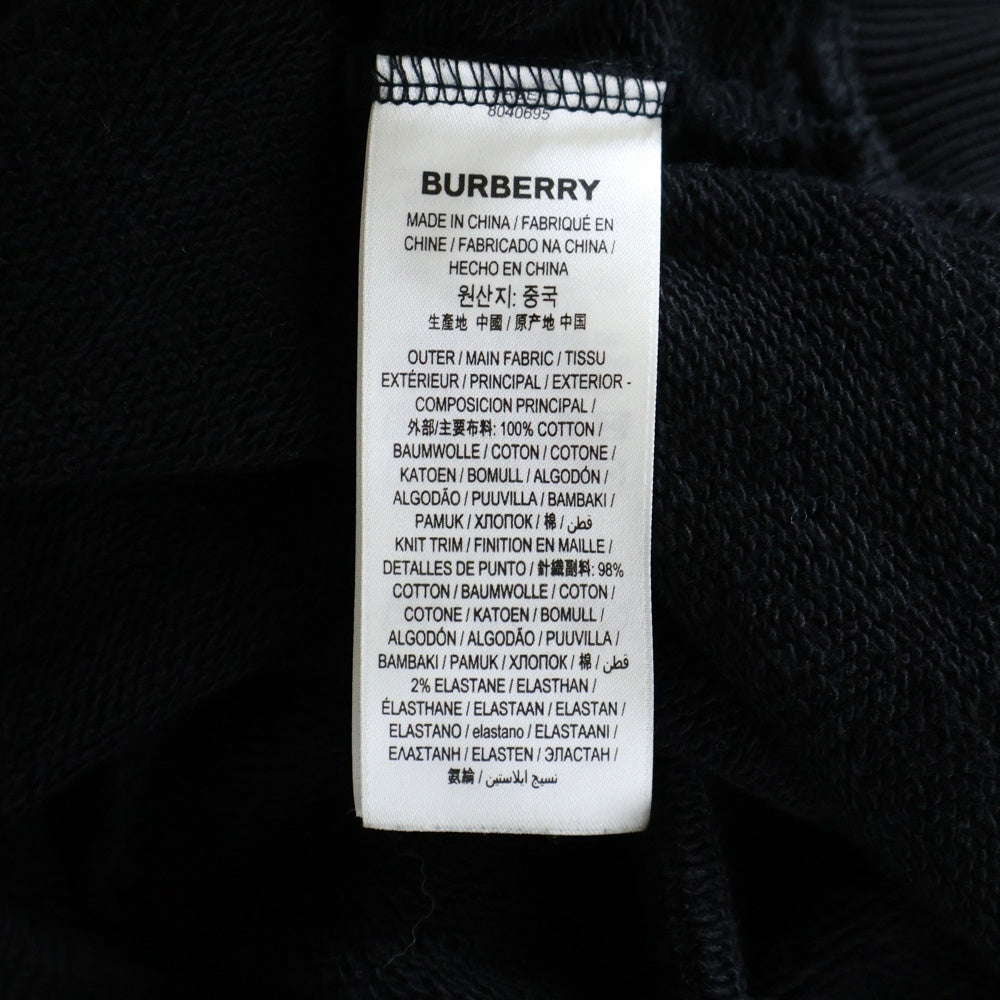 8040695
BURBERRY
MADE IN CHINA / FABRIQUÉ EN
CHINE / FABRICADO NA CHINA /
HECHO EN CHINA
원산지: 중국
生產地 中國 / 原产地 中国
OUTER / MAIN FABRIC / TISSU
EXTÉRIEUR / PRINCIPAL / EXTERIOR -
COMPOSICION PRINCIPAL /
外部/主要布料: 100% COTTON /
BAUMWOLLE / COTON / COTONE /
KATOEN / BOMULL / ALGODÓN /
ALGODÃO / PUUVILLA / BAMBAKI /
PAMUK / ХЛОПОК / 棉 / قطن
KNIT TRIM / FINITION EN MAILLE /
DETALLES DE PUNTO / 針織副料: 98%
COTTON / BAUMWOLLE / COTON /
COTONE / KATOEN / BOMULL /
ALGODÓN / ALGODÃO / PUUVILLA /
BAMBAKI / PAMUK / ХЛОПОК / 棉 / قطن
2% ELASTANE / ELASTHAN /
ÉLASTHANE / ELASTAAN / ELASTAN /
ELASTANO / elastano / ELASTAANI /
ΕΛΑΣΤΑΝΗ / ELASTEN / ЭЛАСТАН /
氨綸 / نسيج ايلاستين